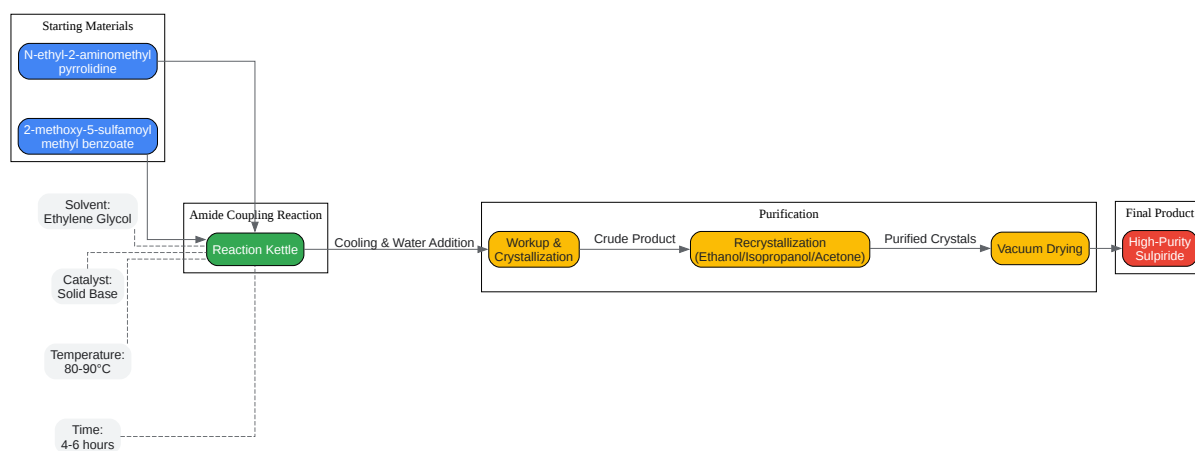 Starting Materials
N-ethyl-2-aminomethyl
pyrrolidine
2-methoxy-5-sulfamoyl
methyl benzoate
Solvent:
Ethylene Glycol
Catalyst:
Solid Base
Temperature:
80-90°C
Time:
4-6 hours
Amide Coupling Reaction
Reaction Kettle
Cooling & Water Addition
Purification
Workup &
Crystallization
Crude Product
Recrystallization
(Ethanol/Isopropanol/Acetone)
Purified Crystals
Vacuum Drying
Final Product
High-Purity
Sulpiride